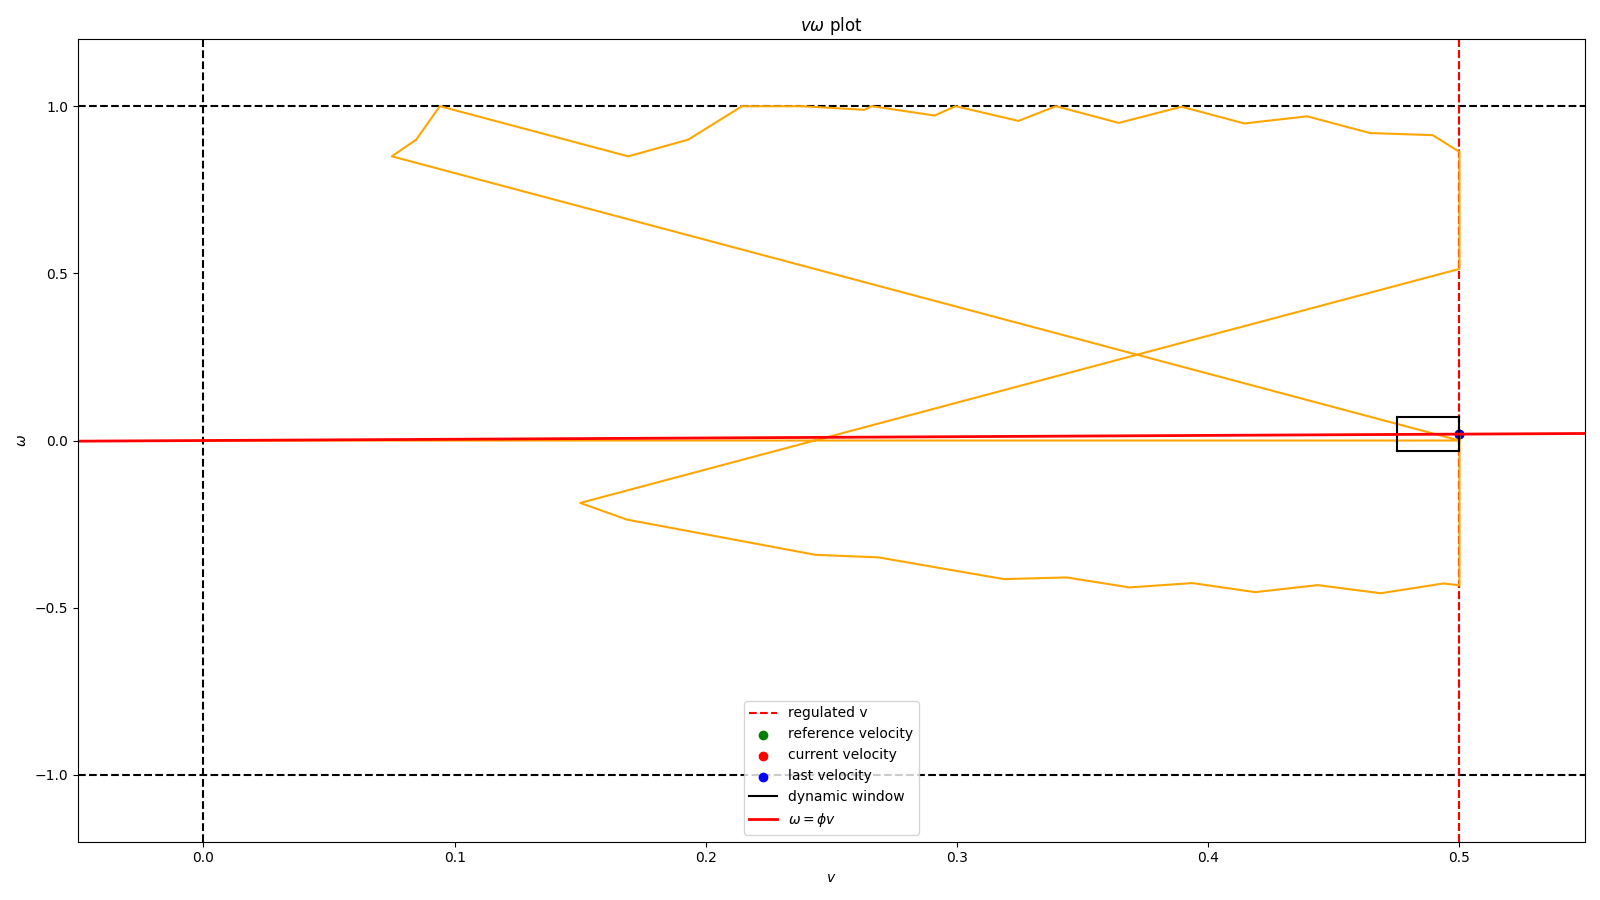 vω plot
1.0
0.5
0.0
−0.5
−1.0
ω
regulated v
reference velocity
current velocity
last velocity
dynamic window
ω = ϕv
0.0 0.1 0.2 0.3 0.4 0.5
v